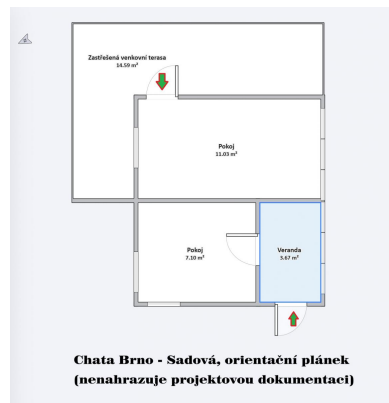 Zastřešená venkovní terasa
14.59 m²
Pokoj
11.03 m²
Pokoj
7.10 m²
Veranda
3.67 m²
Chata Brno - Sadová, orientační plánek
(nenahrazuje projektovou dokumentaci)